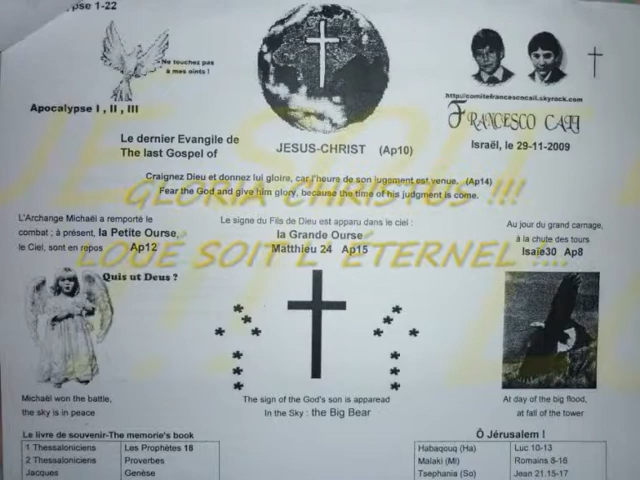 pse 1-22
Ne touchez pas
à mes oints !
Apocalypse I , II , III
http://comitefrancescocali.skyrock.com
FRANCESCO CALI
Israël, le 29-11-2009
Le dernier Evangile de
The last Gospel of
JESUS-CHRIST (Ap10)
Craignez Dieu et donnez lui gloire, car l'heure de son jugement est venue. (Ap14)
Fear the God and give him glory, because the time of his judgment is come.
GLORIA CHRISTUS !!!
L'Archange Michaël a remporté le
combat ; à présent, la Petite Ourse,
le Ciel, sont en repos Ap12
Le signe du Fils de Dieu est apparu dans le ciel :
la Grande Ourse
Matthieu 24 Ap15
Au jour du grand carnage,
à la chute des tours
Isaïe30 Ap8
LOUE SOIT L' ÉTERNEL !...
Quis ut Deus ?
Michaël won the battle,
the sky is in peace
The sign of the God's son is apparead
In the Sky : the Big Bear
At day of the big flood,
at fall of the tower
Le livre de souvenir-The memorie's book
1 Thessaloniciens Les Prophètes 18
2 Thessaloniciens Proverbes
Jacques Genèse
Ô Jérusalem !
Habaqouq (Ha) Luc 10-13
Malaki (Ml) Romains 8-16
Tsephania (So) Jean 21.15-17